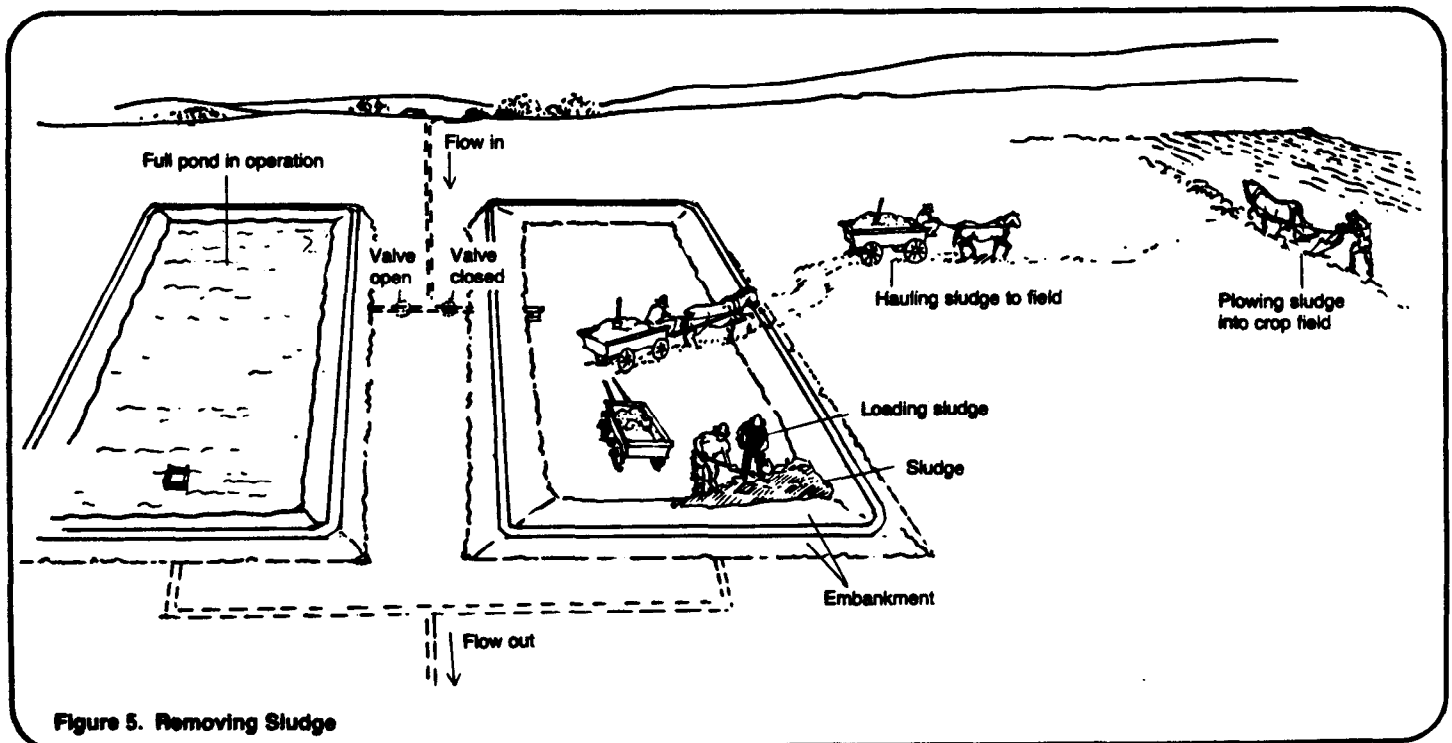 Flow in
Full pond in operation
Valve
open
Valve
closed
Hauling sludge to field
Plowing sludge
into crop field
Loading sludge
Sludge
Embankment
Flow out
Figure 5. Removing Sludge